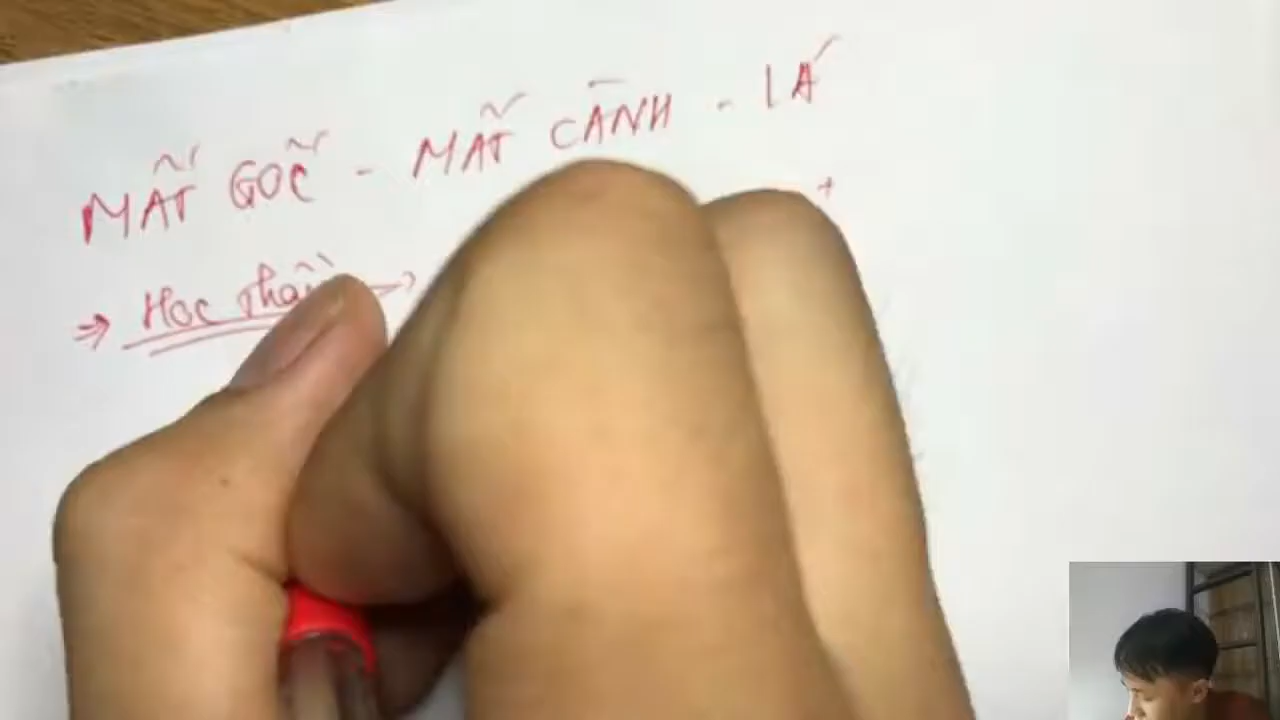 MẤT GỐC - MẤT CÀNH - LÁ
⇒ Học Thầy →